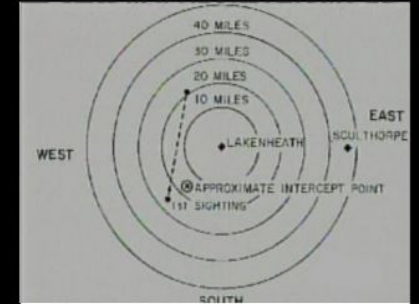 40 MILES
30 MILES
20 MILES
10 MILES
EAST
SCULTHORPE
LAKENHEATH
WEST
APPROXIMATE INTERCEPT POINT
1ST SIGHTING
SOUTH